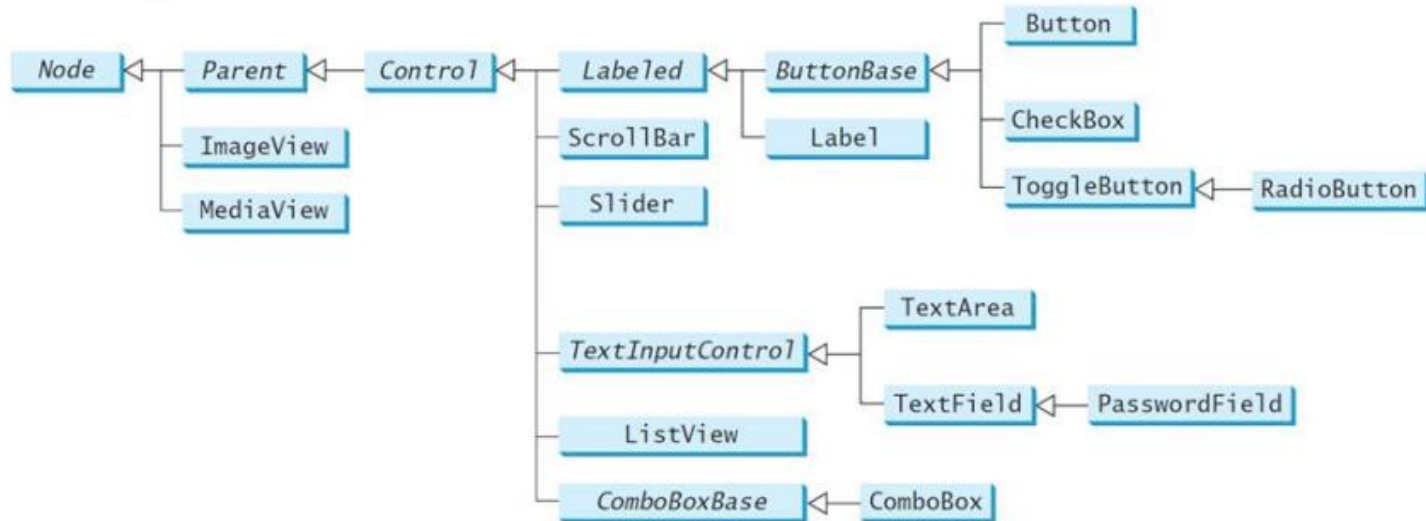 Button
Node
Parent
Control
Labeled
ButtonBase
ImageView
ScrollBar
Label
CheckBox
MediaView
Slider
ToggleButton
RadioButton
TextArea
TextInputControl
TextField
PasswordField
ListView
ComboBoxBase
ComboBox